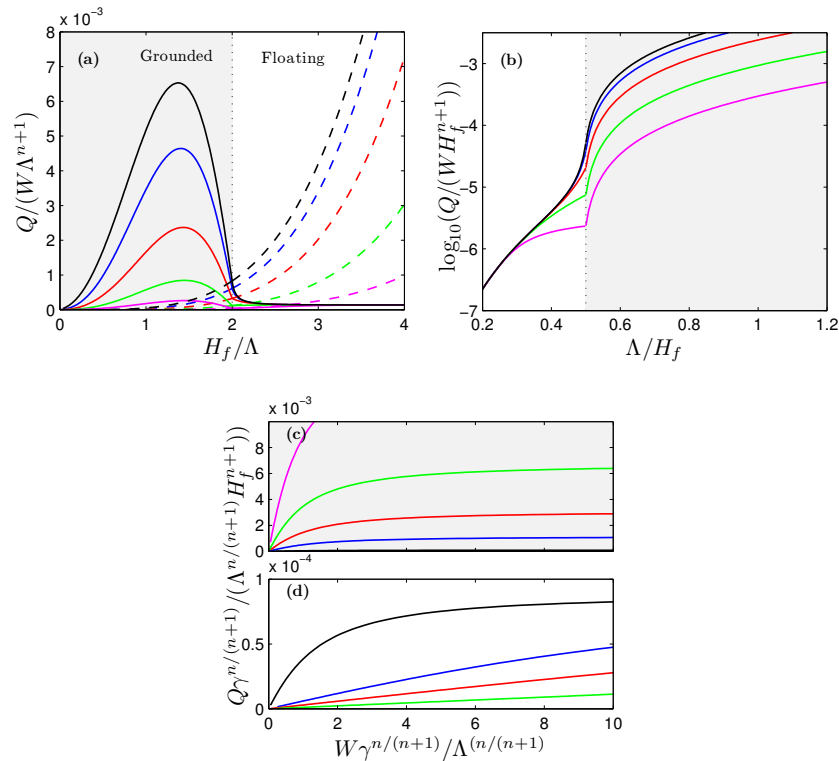 x 10⁻³
8
7
6
5
4
3
2
1
0
0 1 2 3 4
(a) Grounded Floating
Q/(WΛⁿ⁺¹)
H_f/Λ
(b)
-3
-4
-5
-6
-7
0.2 0.4 0.6 0.8 1 1.2
log₁₀(Q/(WH_f^{n+1}))
Λ/H_f
x 10⁻³
(c)
8
6
4
2
0
x 10⁻⁴
(d)
1
0.5
0
0 2 4 6 8 10
Qγ^{n/(n+1)}/(Λ^{n/(n+1)}H_f^{n+1}))
Wγ^{n/(n+1)}/Λ^{(n/(n+1)}